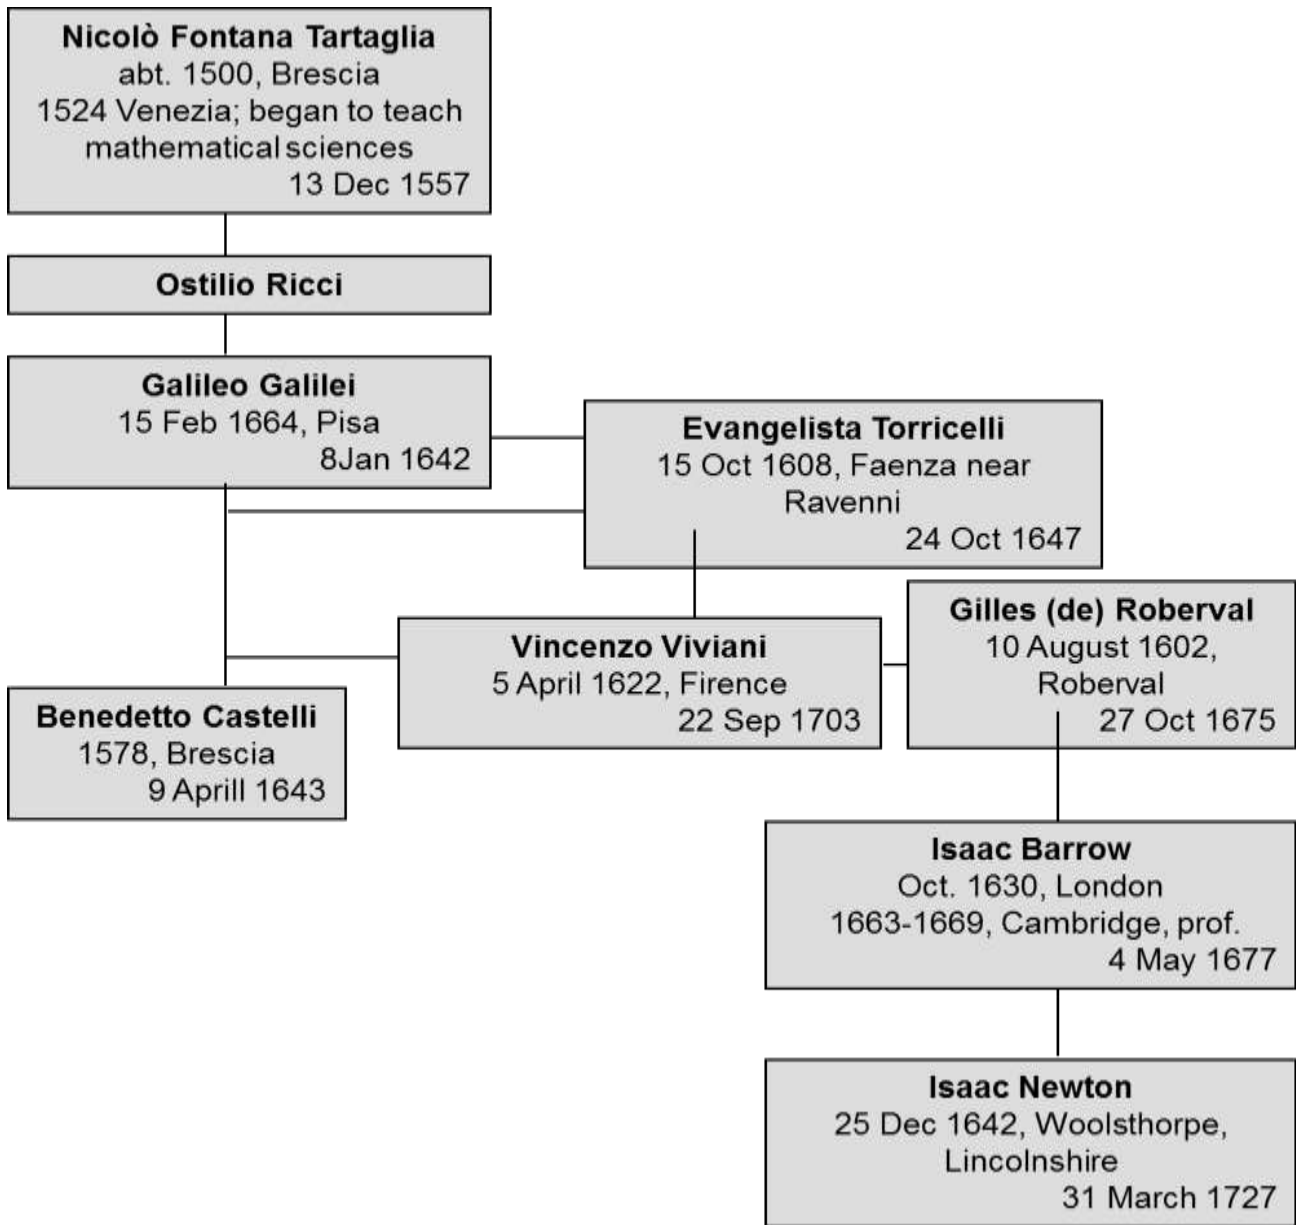 Nicolò Fontana Tartaglia
abt. 1500, Brescia
1524 Venezia; began to teach
mathematical sciences
13 Dec 1557
Ostilio Ricci
Galileo Galilei
15 Feb 1664, Pisa
8Jan 1642
Evangelista Torricelli
15 Oct 1608, Faenza near
Ravenni
24 Oct 1647
Vincenzo Viviani
5 April 1622, Firence
22 Sep 1703
Gilles (de) Roberval
10 August 1602,
Roberval
27 Oct 1675
Benedetto Castelli
1578, Brescia
9 Aprill 1643
Isaac Barrow
Oct. 1630, London
1663-1669, Cambridge, prof.
4 May 1677
Isaac Newton
25 Dec 1642, Woolsthorpe,
Lincolnshire
31 March 1727